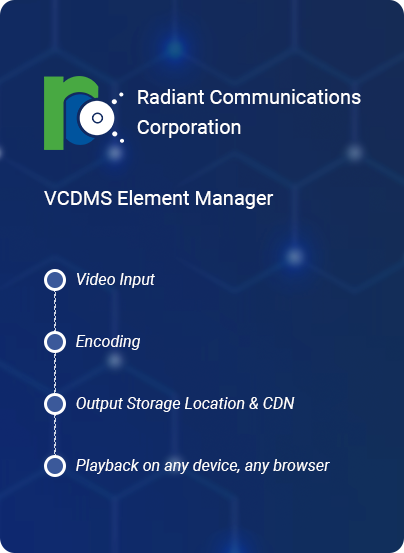 Radiant Communications
Corporation
VCDMS Element Manager
Video Input
Encoding
Output Storage Location & CDN
Playback on any device, any browser